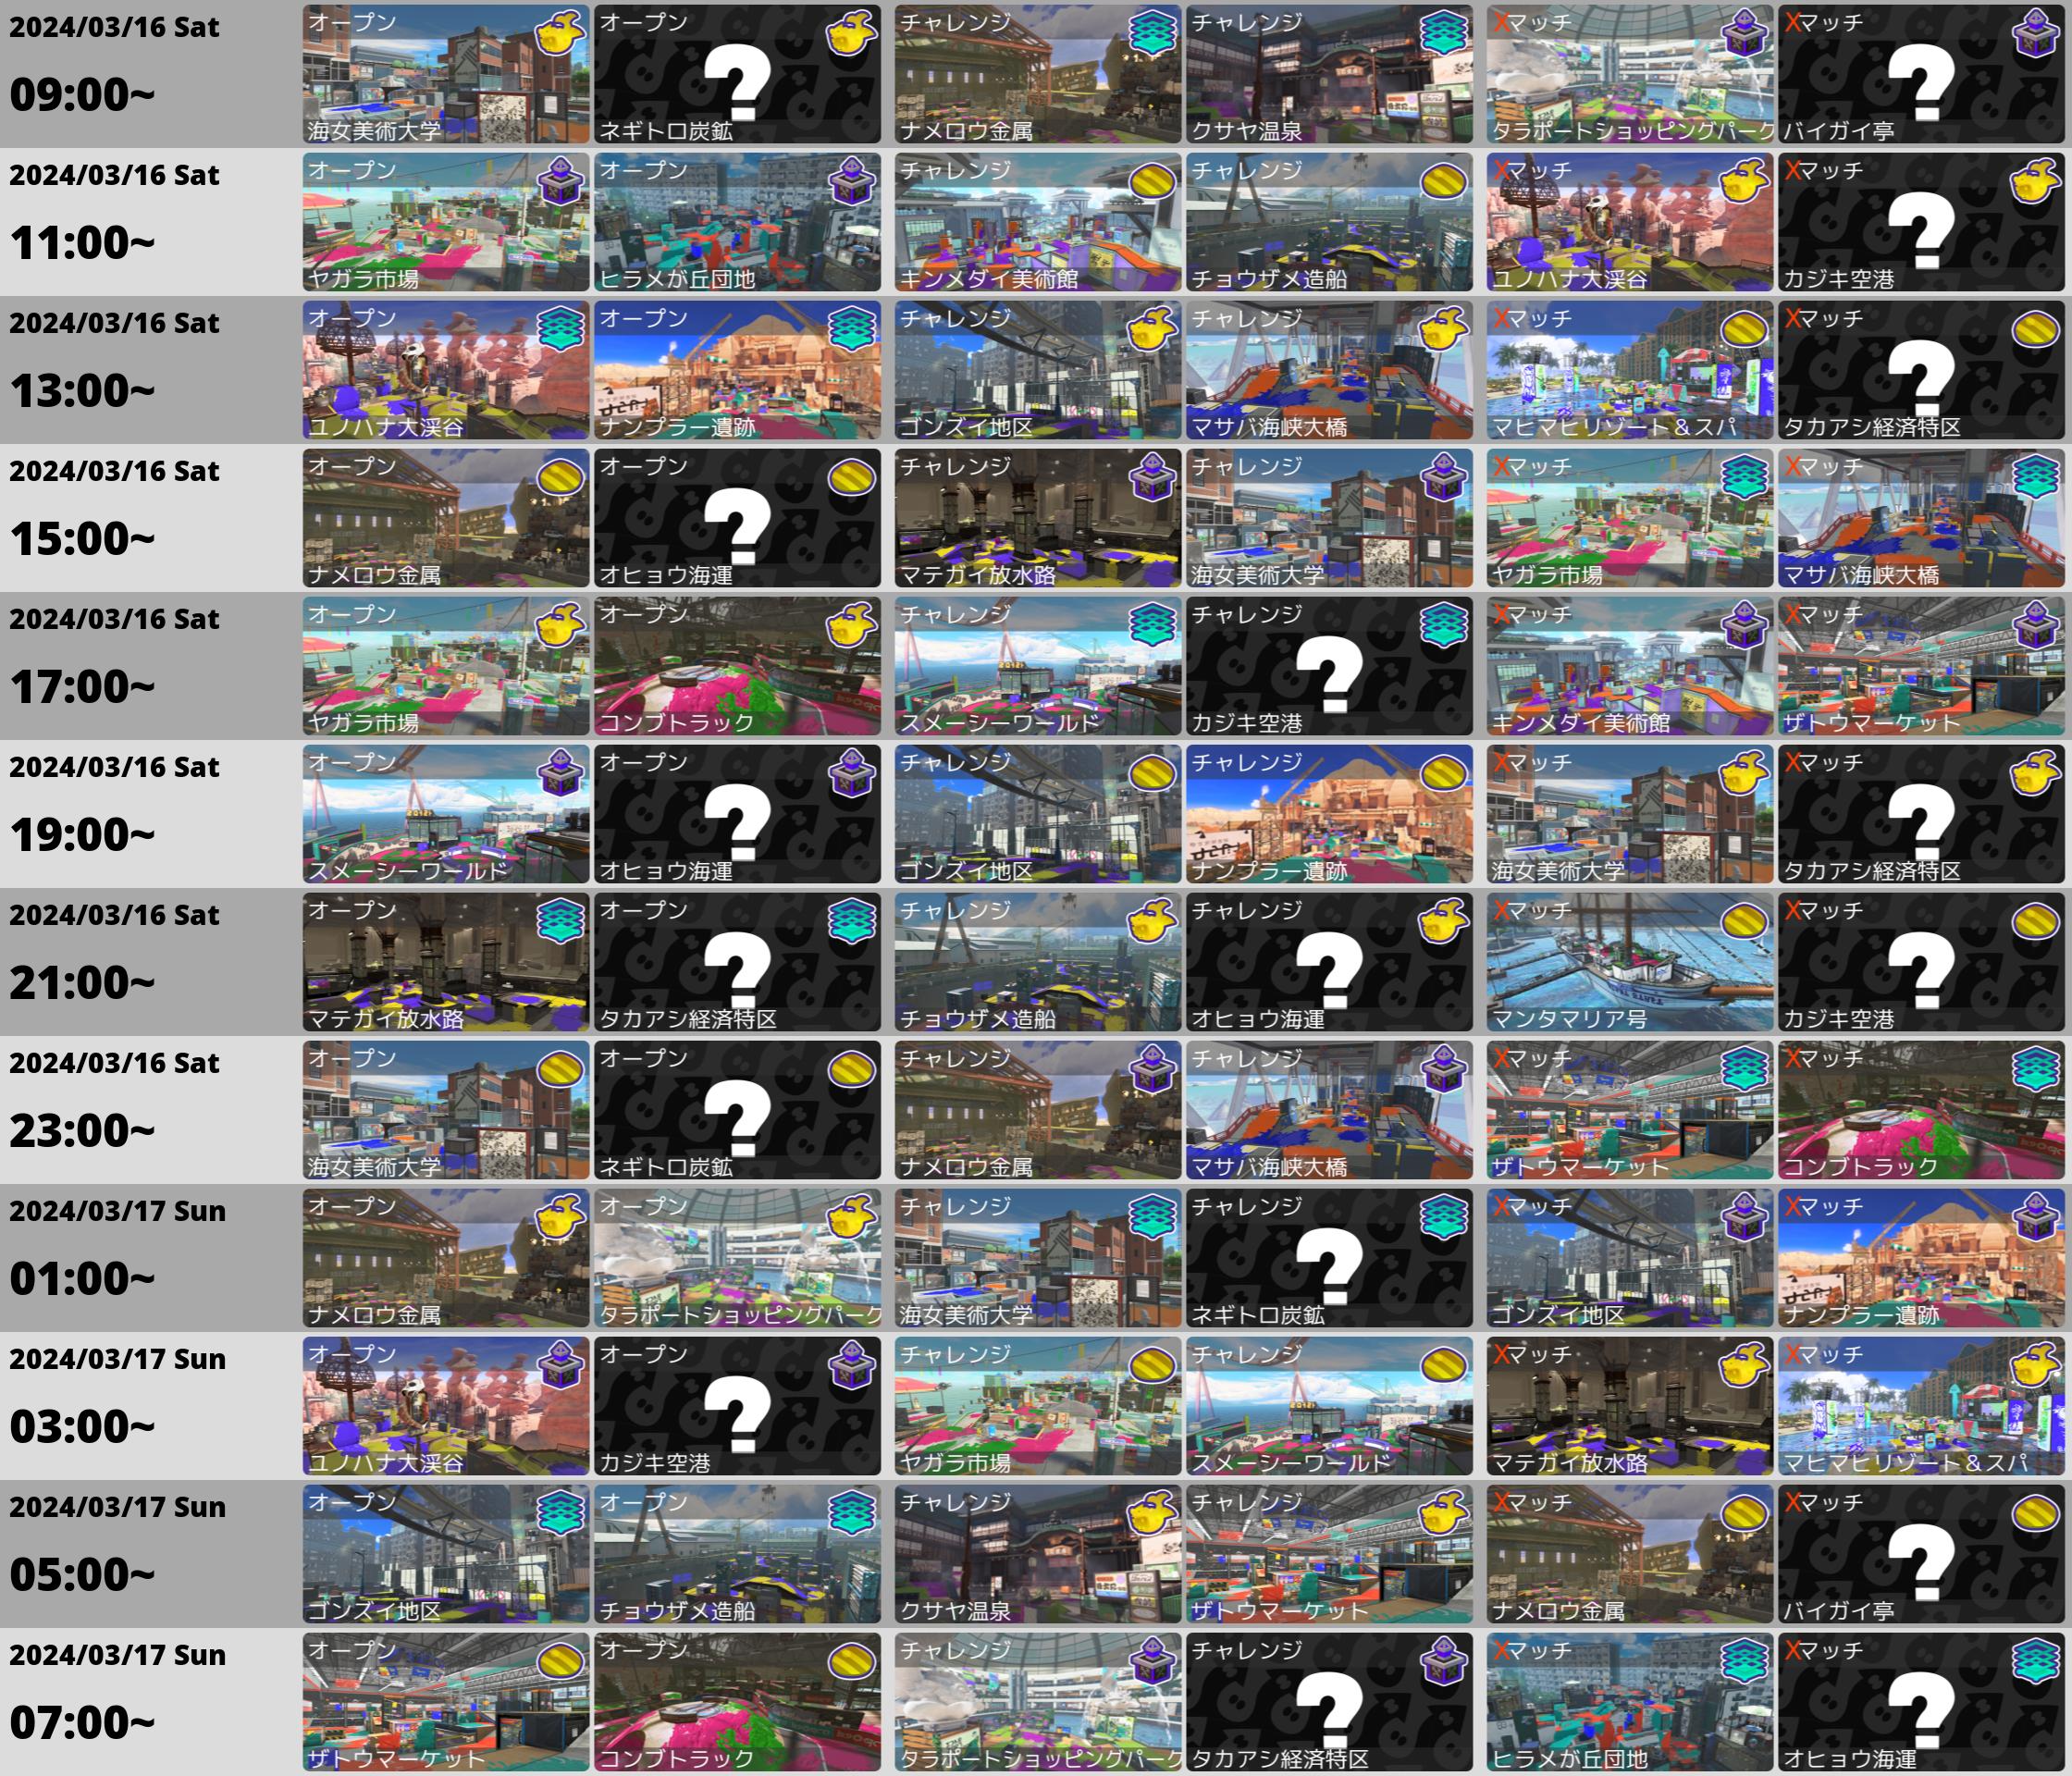 2024/03/16 Sat
09:00~
オープン
海女美術大学
オープン
ネギトロ炭鉱
チャレンジ
ナメロウ金属
チャレンジ
クサヤ温泉
Xマッチ
タラポートショッピングパーク
Xマッチ
バイガイ亭
2024/03/16 Sat
11:00~
オープン
ヤガラ市場
オープン
ヒラメが丘団地
チャレンジ
キンメダイ美術館
チャレンジ
チョウザメ造船
Xマッチ
ユノハナ大渓谷
Xマッチ
カジキ空港
2024/03/16 Sat
13:00~
オープン
ユノハナ大渓谷
オープン
ナンプラー遺跡
チャレンジ
ゴンズイ地区
チャレンジ
マサバ海峡大橋
Xマッチ
マヒマヒリゾート＆スパ
Xマッチ
タカアシ経済特区
2024/03/16 Sat
15:00~
オープン
ナメロウ金属
オープン
オヒョウ海運
チャレンジ
マテガイ放水路
チャレンジ
海女美術大学
Xマッチ
ヤガラ市場
Xマッチ
マサバ海峡大橋
2024/03/16 Sat
17:00~
オープン
ヤガラ市場
オープン
コンブトラック
チャレンジ
スメーシーワールド
チャレンジ
カジキ空港
Xマッチ
キンメダイ美術館
Xマッチ
ザトウマーケット
2024/03/16 Sat
19:00~
オープン
スメーシーワールド
オープン
オヒョウ海運
チャレンジ
ゴンズイ地区
チャレンジ
ナンプラー遺跡
Xマッチ
海女美術大学
Xマッチ
タカアシ経済特区
2024/03/16 Sat
21:00~
オープン
マテガイ放水路
オープン
タカアシ経済特区
チャレンジ
チョウザメ造船
チャレンジ
オヒョウ海運
Xマッチ
マンタマリア号
Xマッチ
カジキ空港
2024/03/16 Sat
23:00~
オープン
海女美術大学
オープン
ネギトロ炭鉱
チャレンジ
ナメロウ金属
チャレンジ
マサバ海峡大橋
Xマッチ
ザトウマーケット
Xマッチ
コンブトラック
2024/03/17 Sun
01:00~
オープン
ナメロウ金属
オープン
タラポートショッピングパーク
チャレンジ
海女美術大学
チャレンジ
ネギトロ炭鉱
Xマッチ
ゴンズイ地区
Xマッチ
ナンプラー遺跡
2024/03/17 Sun
03:00~
オープン
ユノハナ大渓谷
オープン
カジキ空港
チャレンジ
ヤガラ市場
チャレンジ
スメーシーワールド
Xマッチ
マテガイ放水路
Xマッチ
マヒマヒリゾート＆スパ
2024/03/17 Sun
05:00~
オープン
ゴンズイ地区
オープン
チョウザメ造船
チャレンジ
クサヤ温泉
チャレンジ
ザトウマーケット
Xマッチ
ナメロウ金属
Xマッチ
バイガイ亭
2024/03/17 Sun
07:00~
オープン
ザトウマーケット
オープン
コンブトラック
チャレンジ
タラポートショッピングパーク
チャレンジ
タカアシ経済特区
Xマッチ
ヒラメが丘団地
Xマッチ
オヒョウ海運